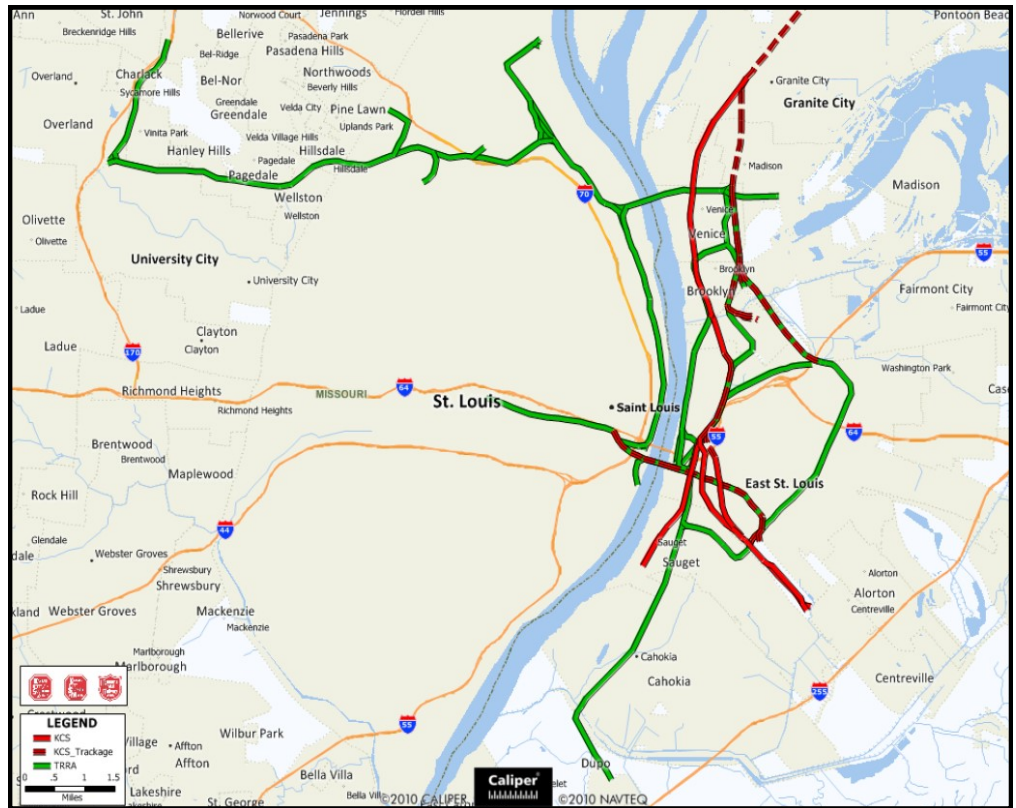 Ann
St. John
Norwood Court
Jennings
Flordell Hills
Pontoon Beac
Breckenridge Hills
Bellerive
Pasadena Park
Bel-Ridge
Pasadena Hills
Overland
Charlack
Northwoods
Granite City
Sycamore Hills
Bel-Nor
Beverly Hills
Granite City
Greendale
Velda City
Pine Lawn
Greendale
Overland
Uplands Park
Vinita Park
Velda Village Hills
Hanley Hills
Hillsdale
Pagedale
Hillsdale
Madison
Pagedale
Madison
Wellston
70
Venice
Olivette
Wellston
Venice
Olivette
55
University City
Brooklyn
University City
Brooklyn
Fairmont City
Ladue
Fairmont City
Clayton
Ladue
Clayton
170
Washington Park
Richmond Heights
MISSOURI
64
Cas
Richmond Heights
St. Louis
Saint Louis
55
64
Brentwood
Brentwood
Maplewood
East St. Louis
Rock Hill
44
Glendale
dale
Webster Groves
Sauget
Shrewsbury
Sauget
Shrewsbury
Alorton
Alorton
kland
Webster Groves
Mackenzie
Centreville
Mackenzie
Marlborough
Marlborough
Cahokia
Cahokia
Centreville
255
LEGEND
KCS
KCS_Trackage
TRRA
0 .5 1 1.5
Miles
55
Village
Affton
Affton
Wilbur Park
Lakeshire
Bella Villa
Dupo
St. George
Caliper
©2010 CALIPER
©2010 NAVTEQ